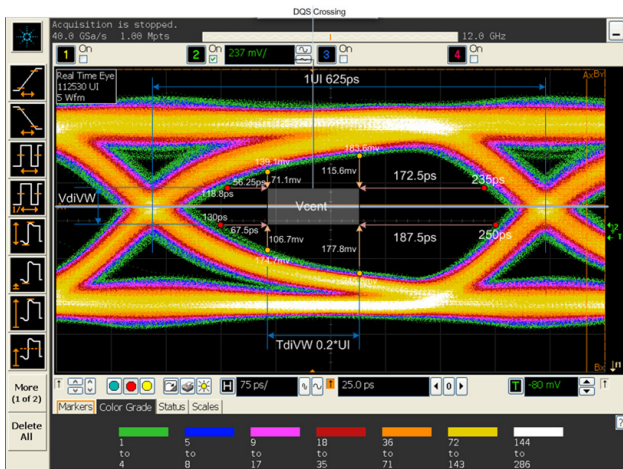 DQS Crossing
Acquisition is stopped.
40.0 GSa/s 1.00 Mpts
12.0 GHz
1 On
2 On 237 mV/
3 On
4 On
Real Time Eye
112530 UI
5 Wfm
1UI 625ps
Ax Bx
183.6mv
139.1mv
115.6mv
71.1mv
172.5ps
235ps
56.25ps
118.8ps
VdiVW
Vcent
130ps
67.5ps
106.7mv
177.8mv
187.5ps
250ps
TdiVW 0.2*UI
Bx
More
(1 of 2)
Delete
All
H 75 ps/
25.0 ps
0
T -80 mV
Markers Color Grade Status Scales
1 5 9 18 36 72 144
to to to to to to to
4 8 17 35 71 143 286